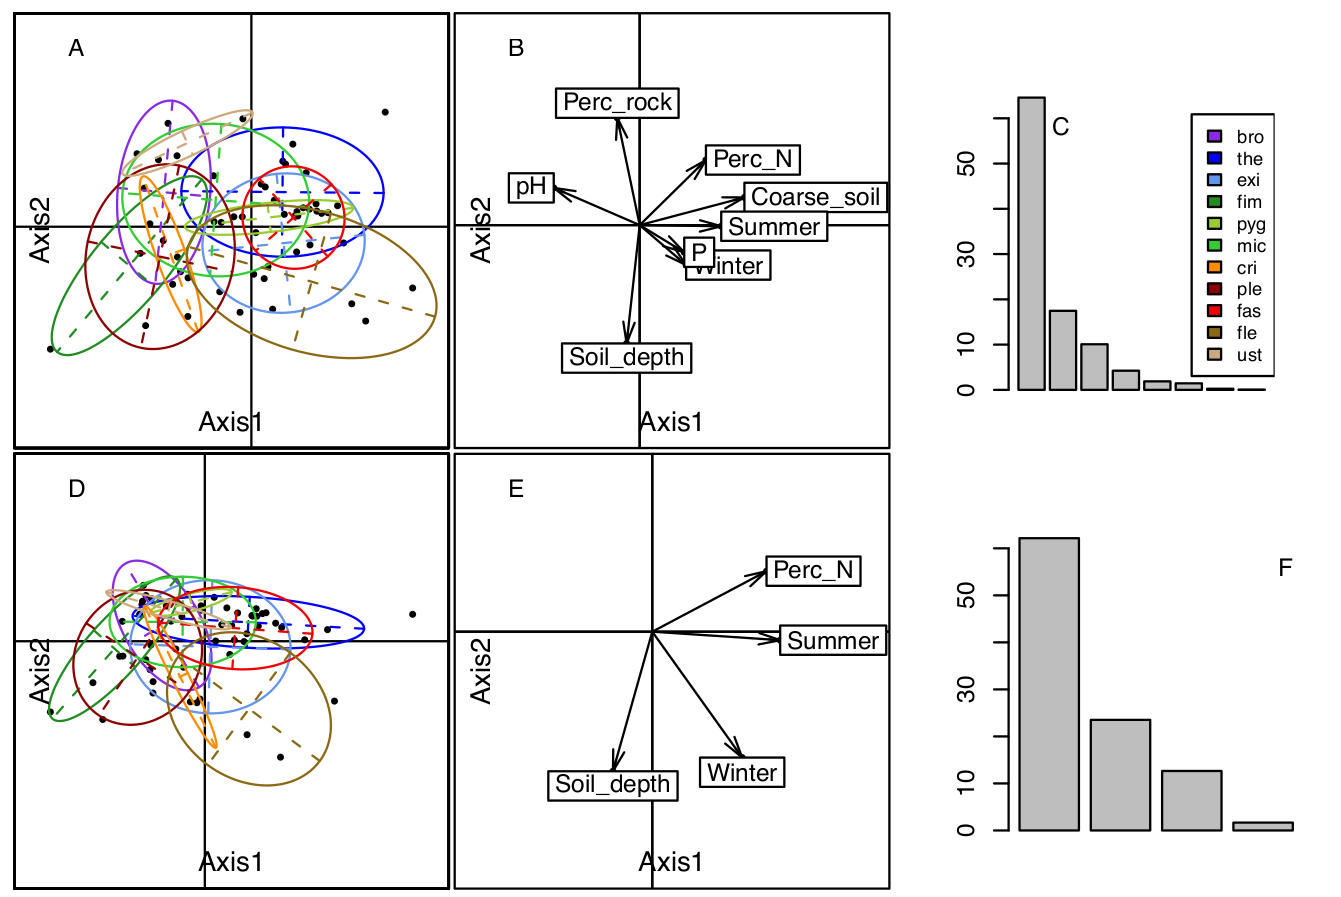 A
Axis2
Axis1
B
Perc_rock
Perc_N
pH
Coarse_soil
Summer
P
Winter
Soil_depth
Axis2
Axis1
C
50
30
10
0
bro
the
exi
fim
pyg
mic
cri
ple
fas
fle
ust
D
Axis2
Axis1
E
Perc_N
Summer
Winter
Soil_depth
Axis2
Axis1
F
50
30
10
0